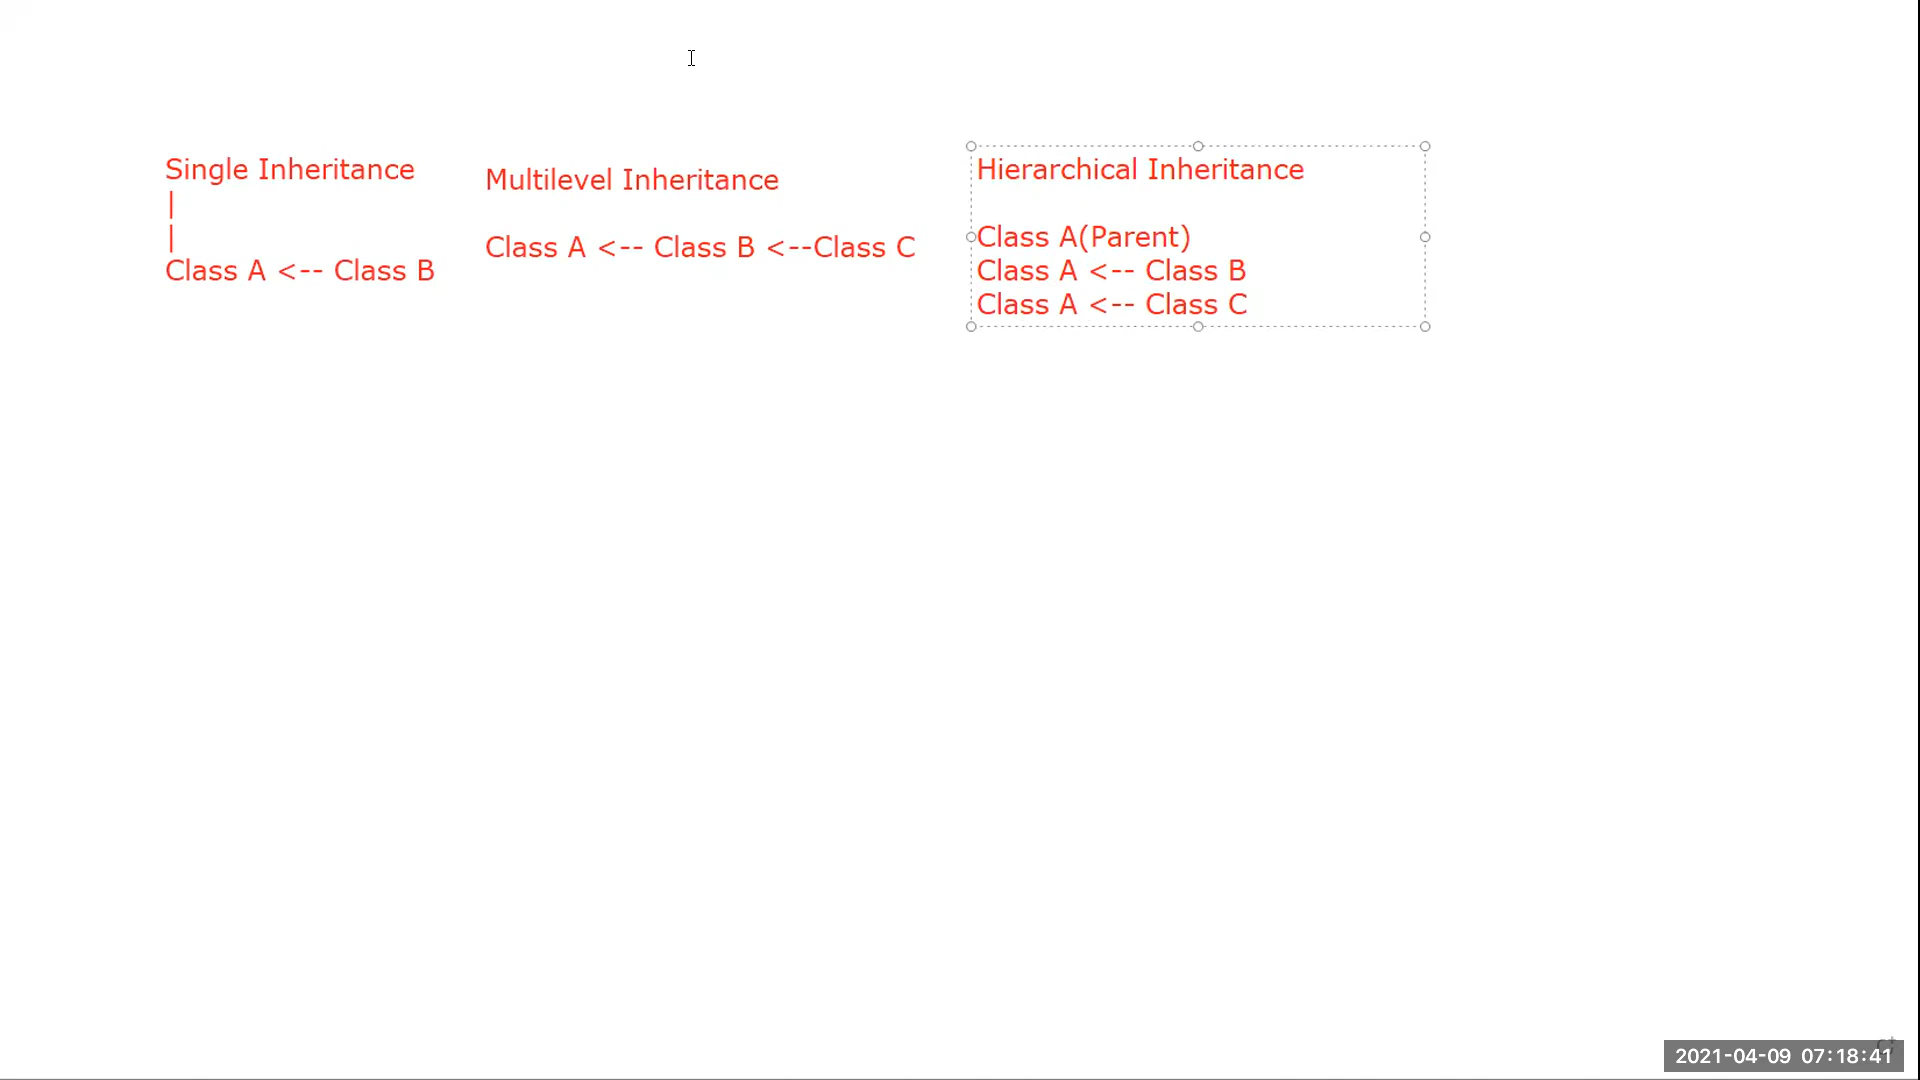 Single Inheritance
|
|
Class A <-- Class B
Multilevel Inheritance
Class A <-- Class B <--Class C
Hierarchical Inheritance
Class A(Parent)
Class A <-- Class B
Class A <-- Class C
2021-04-09 07:18:41